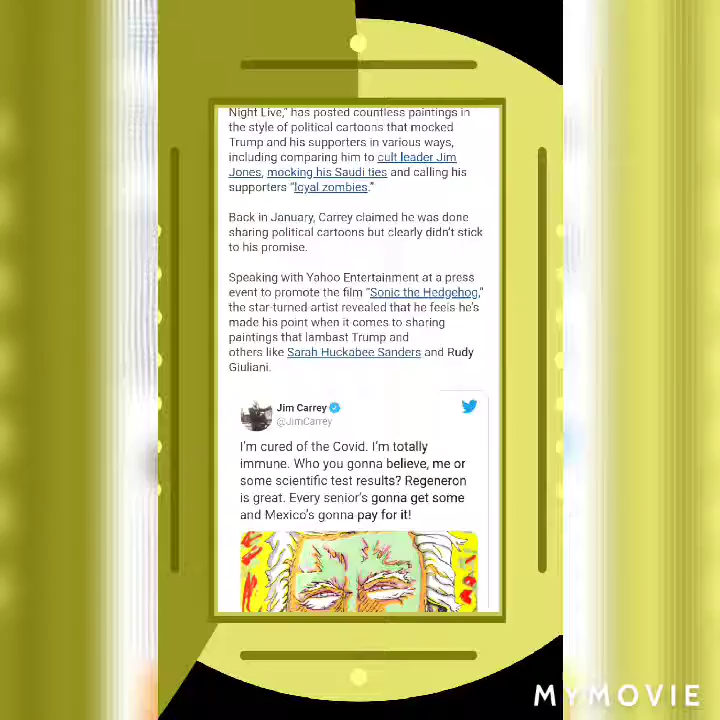 Night Live,” has posted countless paintings in
the style of political cartoons that mocked
Trump and his supporters in various ways,
including comparing him to cult leader Jim
Jones, mocking his Saudi ties and calling his
supporters “loyal zombies.”
Back in January, Carrey claimed he was done
sharing political cartoons but clearly didn’t stick
to his promise.
Speaking with Yahoo Entertainment at a press
event to promote the film “Sonic the Hedgehog,”
the star-turned artist revealed that he feels he’s
made his point when it comes to sharing
paintings that lambast Trump and
others like Sarah Huckabee Sanders and Rudy
Giuliani.
Jim Carrey
@JimCarrey
I’m cured of the Covid. I’m totally
immune. Who you gonna believe, me or
some scientific test results? Regeneron
is great. Every senior’s gonna get some
and Mexico’s gonna pay for it!
MYMOVIE